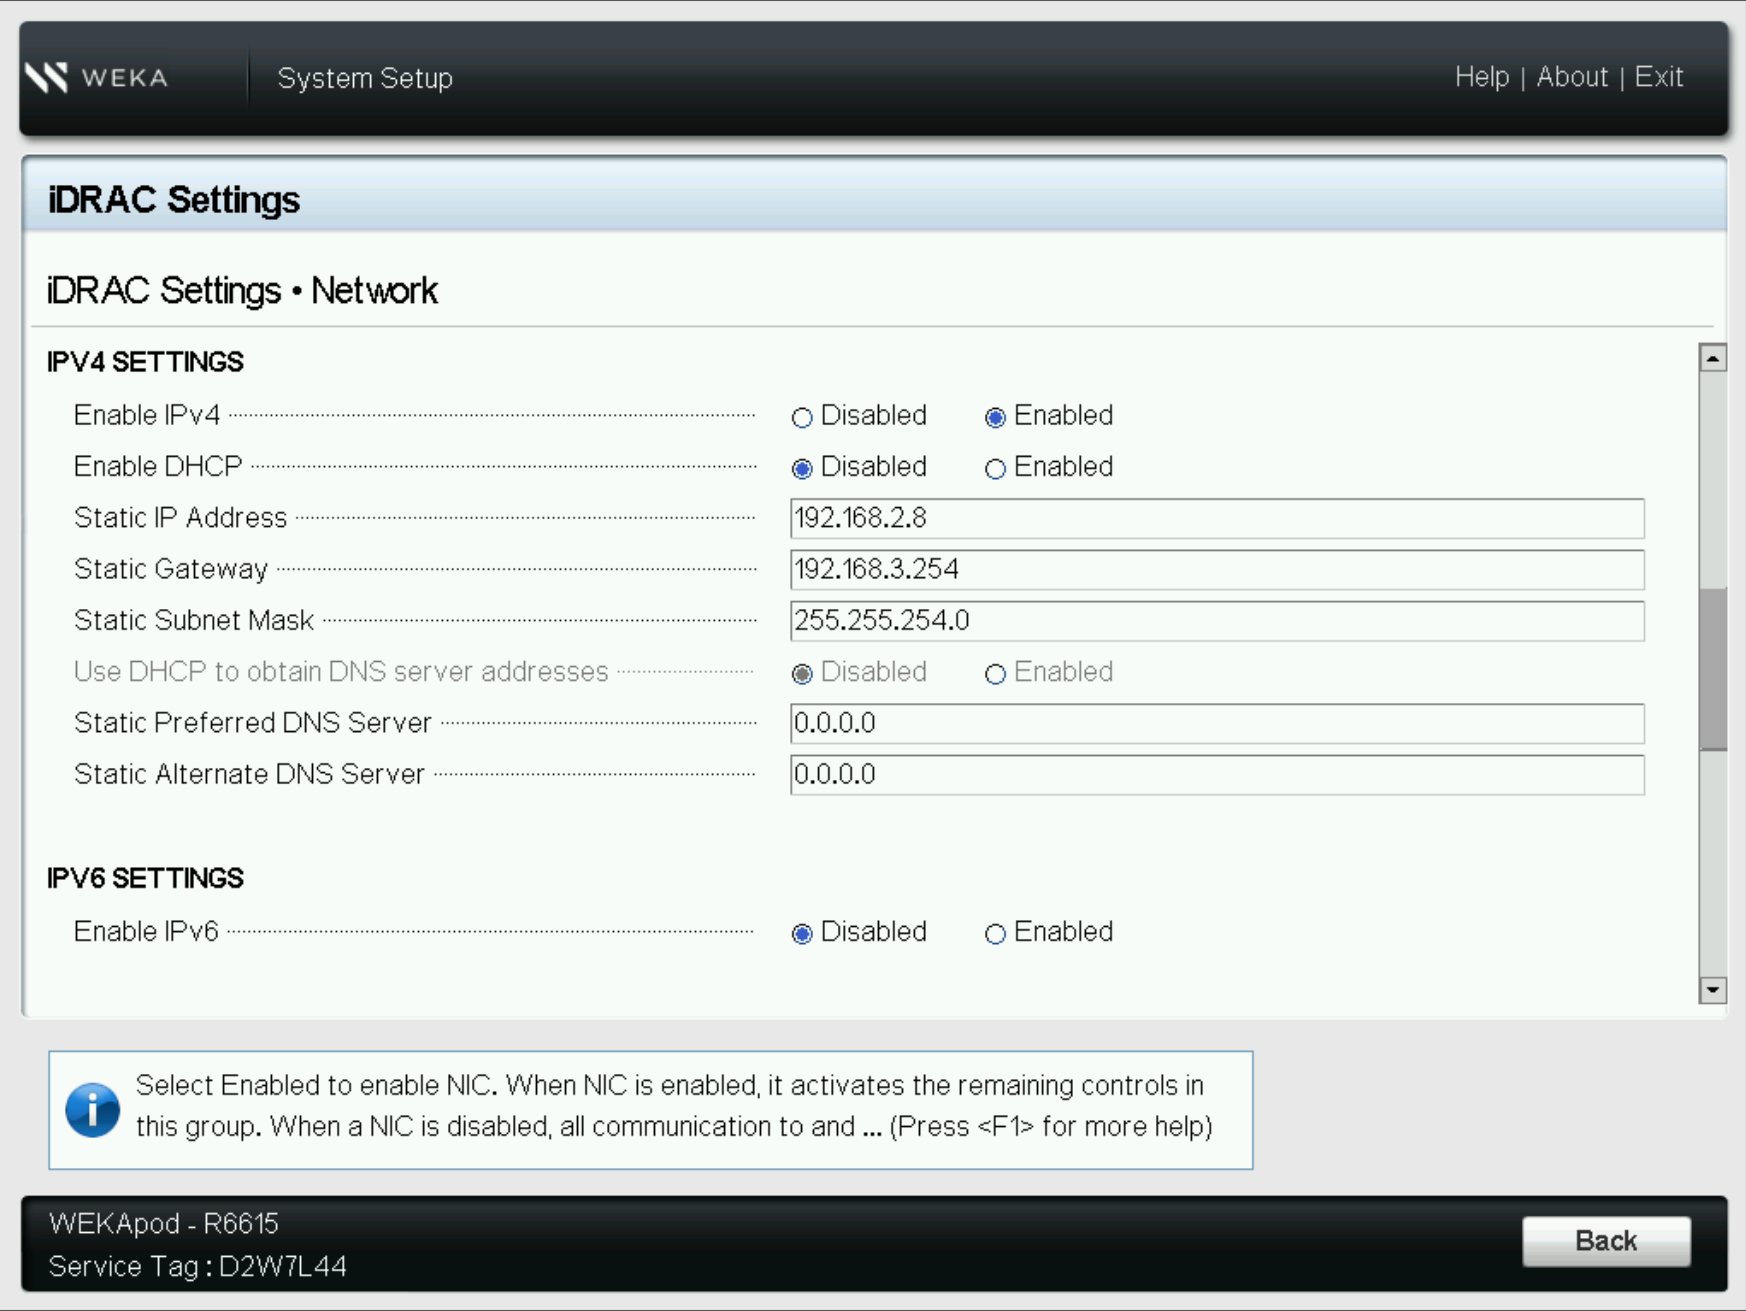 WEKA System Setup Help | About | Exit
iDRAC Settings
iDRAC Settings • Network
IPV4 SETTINGS
Enable IPv4 Disabled Enabled
Enable DHCP Disabled Enabled
Static IP Address 192.168.2.8
Static Gateway 192.168.3.254
Static Subnet Mask 255.255.254.0
Use DHCP to obtain DNS server addresses Disabled Enabled
Static Preferred DNS Server 0.0.0.0
Static Alternate DNS Server 0.0.0.0
IPV6 SETTINGS
Enable IPv6 Disabled Enabled
Select Enabled to enable NIC. When NIC is enabled, it activates the remaining controls in
this group. When a NIC is disabled, all communication to and ... (Press <F1> for more help)
WEKApod - R6615
Service Tag : D2W7L44
Back